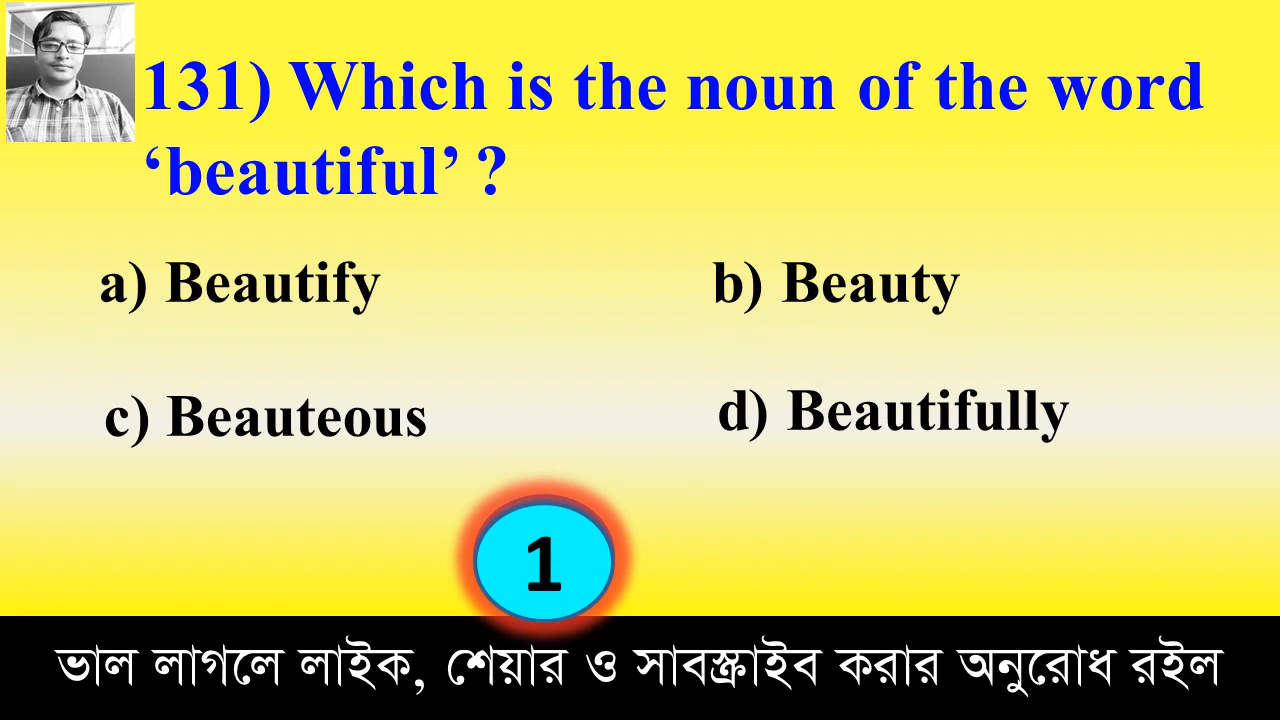 131) Which is the noun of the word
‘beautiful’ ?
a) Beautify
b) Beauty
c) Beauteous
d) Beautifully
1
ভাল লাগলে লাইক, শেয়ার ও সাবস্ক্রাইব করার অনুরোধ রইল